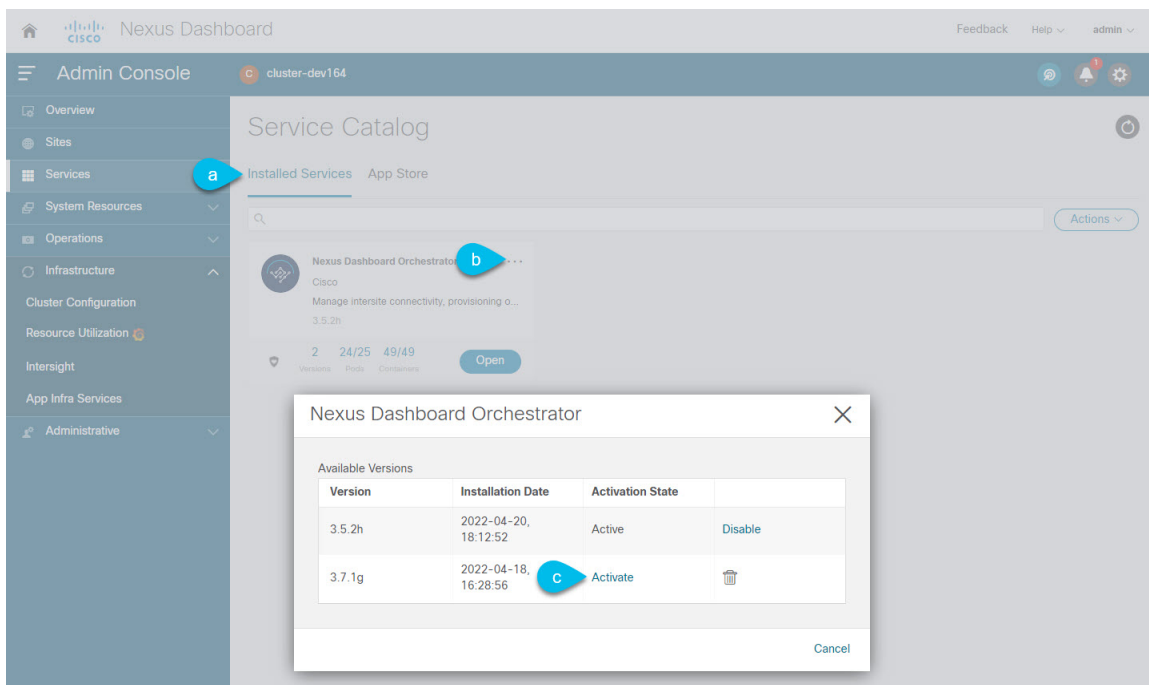 cisco Nexus Dashboard Feedback Help admin
Admin Console C cluster-dev164 1
Overview
Sites
Services
System Resources
Operations
Infrastructure
Cluster Configuration
Resource Utilization
Intersight
App Infra Services
Administrative
Service Catalog
a Installed Services App Store
Actions
Nexus Dashboard Orchestrator b ...
Cisco
Manage intersite connectivity, provisioning o...
3.5.2h
2 24/25 49/49
Versions Pods Containers
Open
Nexus Dashboard Orchestrator
Available Versions
Version Installation Date Activation State
3.5.2h 2022-04-20, Active Disable
18:12:52
3.7.1g 2022-04-18, c Activate
16:28:56
Cancel